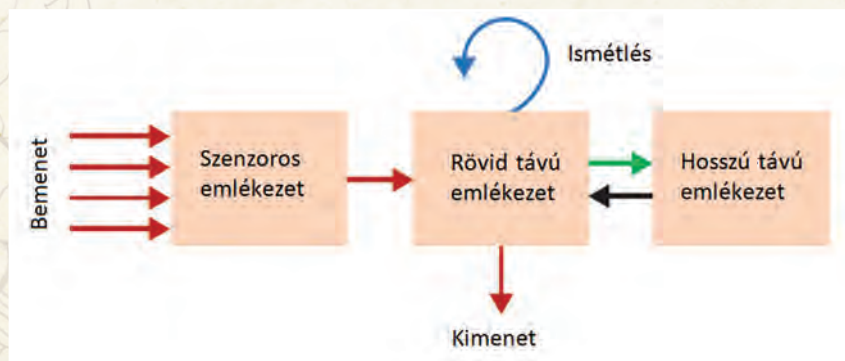 Ismétlés
Bemenet
Szenzoros
emlékezet
Rövid távú
emlékezet
Hosszú távú
emlékezet
Kimenet